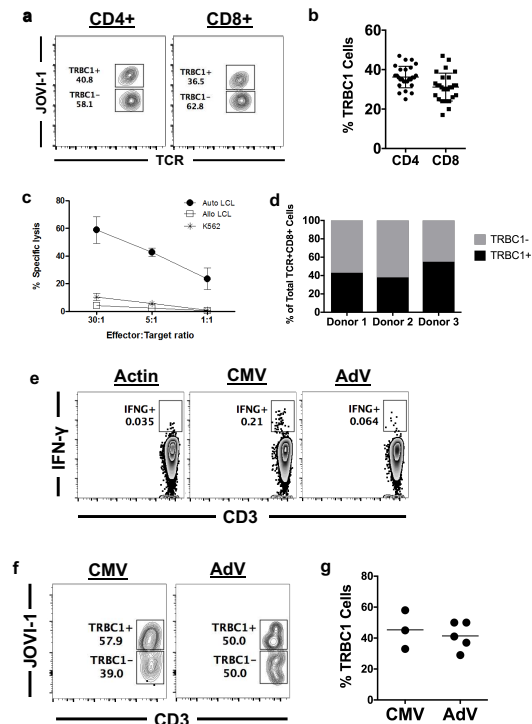 a
CD4+ CD8+
JOVI-1
TRBC1+
40.8
TRBC1-
58.1
TRBC1+
36.5
TRBC1-
62.8
TCR
b
% TRBC1 Cells
60
40
20
0
CD4 CD8
c
% Specific lysis
80
60
40
20
0
30:1 5:1 1:1
Effector:Target ratio
Auto LCL
Allo LCL
K562
d
% of Total TCR+CD8+ Cells
100
80
60
40
20
0
Donor 1 Donor 2 Donor 3
TRBC1-
TRBC1+
e
Actin CMV AdV
IFN-γ
IFNG+
0.035
IFNG+
0.21
IFNG+
0.064
CD3
f
CMV AdV
JOVI-1
TRBC1+
57.9
TRBC1-
39.0
TRBC1+
50.0
TRBC1-
50.0
CD3
g
% TRBC1 Cells
80
60
40
20
0
CMV AdV